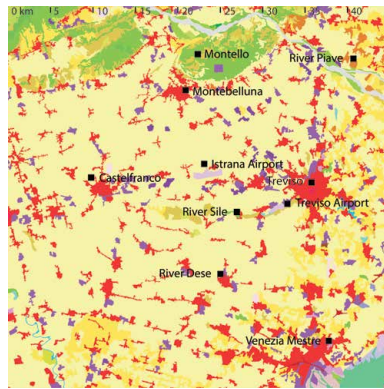 0 km 5 10 15 20 25 30 35 40
Montello
River Piave
Montebelluna
Istrana Airport
Castelfranco
Treviso
Treviso Airport
River Sile
River Dese
Venezia Mestre